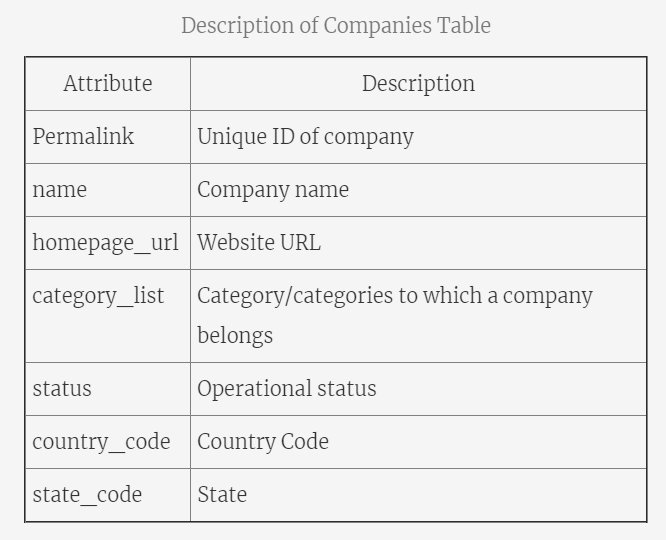 Description of Companies Table
Attribute Description
Permalink Unique ID of company
name Company name
homepage_url Website URL
category_list Category/categories to which a company
belongs
status Operational status
country_code Country Code
state_code State